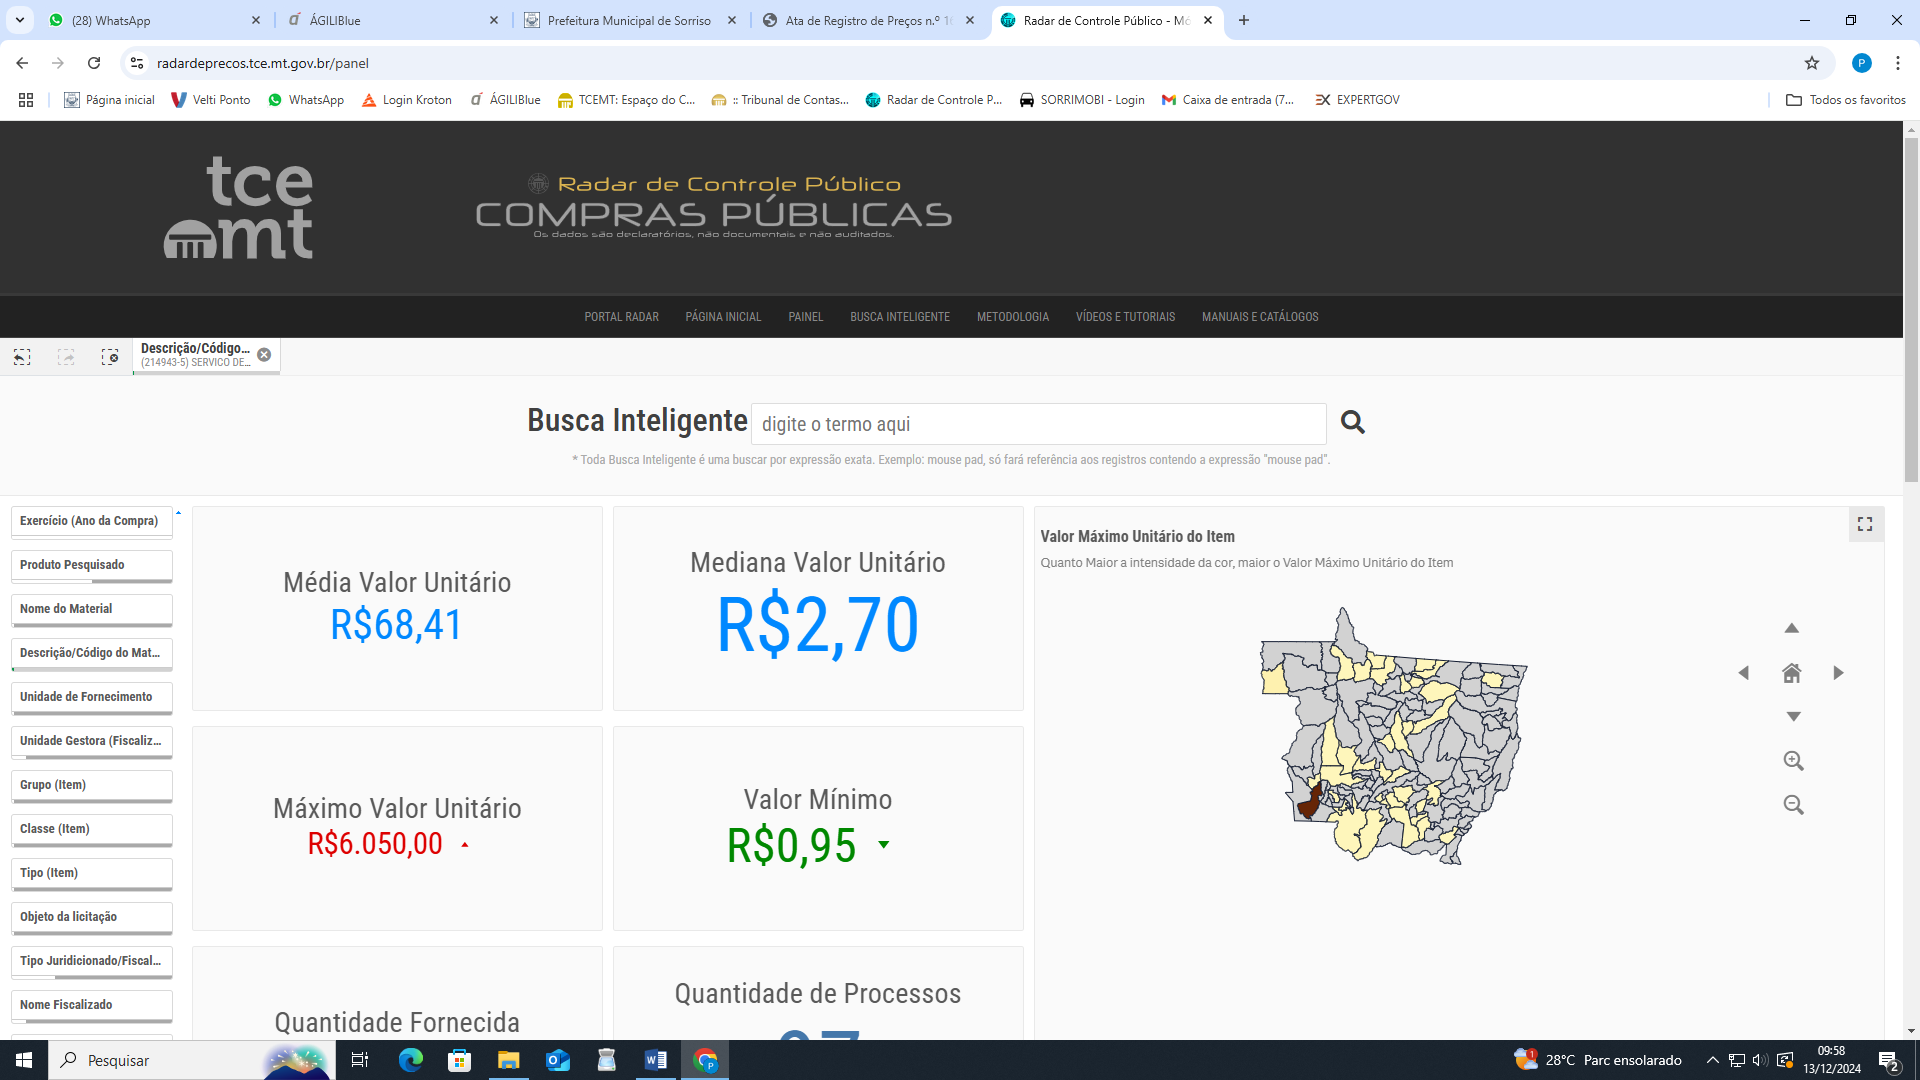 (28) WhatsApp
ÁGILIBlue
Prefeitura Municipal de Sorriso
Ata de Registro de Preços n.º 1
Radar de Controle Público - Mó
radardeprecos.tce.mt.gov.br/panel
P
Página inicial
Velti Ponto
WhatsApp
Login Kroton
ÁGILIBlue
TCEMT: Espaço do C...
:: Tribunal de Contas...
Radar de Controle P...
SORRIMOBI - Login
Caixa de entrada (7...
EXPERTGOV
Todos os favoritos
tce
mt
Radar de Controle Público
COMPRAS PÚBLICAS
Os dados são declaratórios, não documentais e não auditados.
PORTAL RADAR
PÁGINA INICIAL
PAINEL
BUSCA INTELIGENTE
METODOLOGIA
VÍDEOS E TUTORIAIS
MANUAIS E CATÁLOGOS
Descrição/Código...
(214943-5) SERVICO DE...
Busca Inteligente
digite o termo aqui
* Toda Busca Inteligente é uma buscar por expressão exata. Exemplo: mouse pad, só fará referência aos registros contendo a expressão "mouse pad".
Exercício (Ano da Compra)
Produto Pesquisado
Nome do Material
Descrição/Código do Mat...
Unidade de Fornecimento
Unidade Gestora (Fiscaliz...
Grupo (Item)
Classe (Item)
Tipo (Item)
Objeto da licitação
Tipo Juridicionado/Fiscal...
Nome Fiscalizado
Média Valor Unitário
R$68,41
Mediana Valor Unitário
R$2,70
Máximo Valor Unitário
R$6.050,00
Valor Mínimo
R$0,95
Quantidade Fornecida
Quantidade de Processos
Valor Máximo Unitário do Item
Quanto Maior a intensidade da cor, maior o Valor Máximo Unitário do Item
Pesquisar
1
28°C Parc ensolarado
09:58
13/12/2024
2